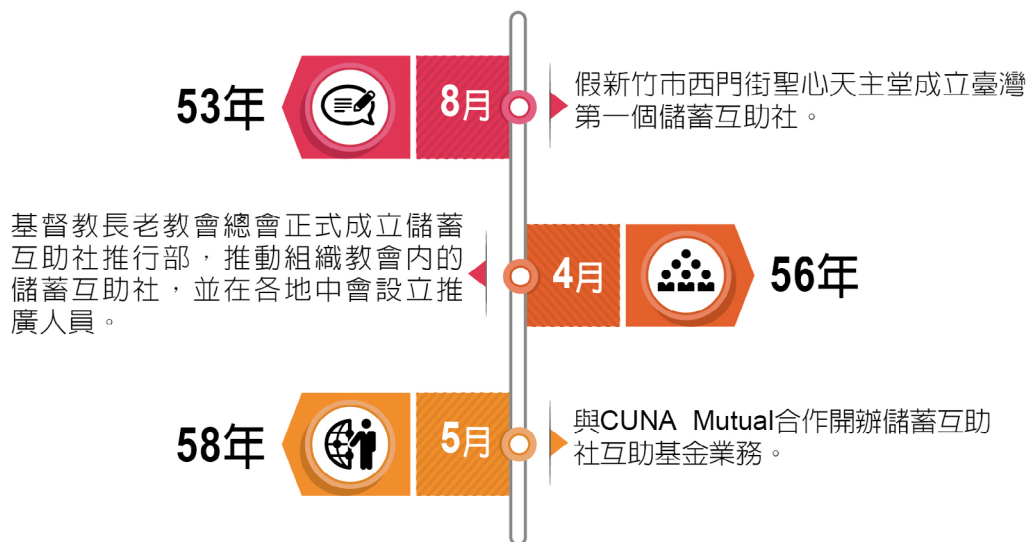 53年
8月
假新竹市西門街聖心天主堂成立臺灣
第一個儲蓄互助社。
56年
4月
基督教長老教會總會正式成立儲蓄
互助社推行部，推動組織教會內的
儲蓄互助社，並在各地中會設立推
廣人員。
58年
5月
與CUNA Mutual合作開辦儲蓄互助
社互助基金業務。